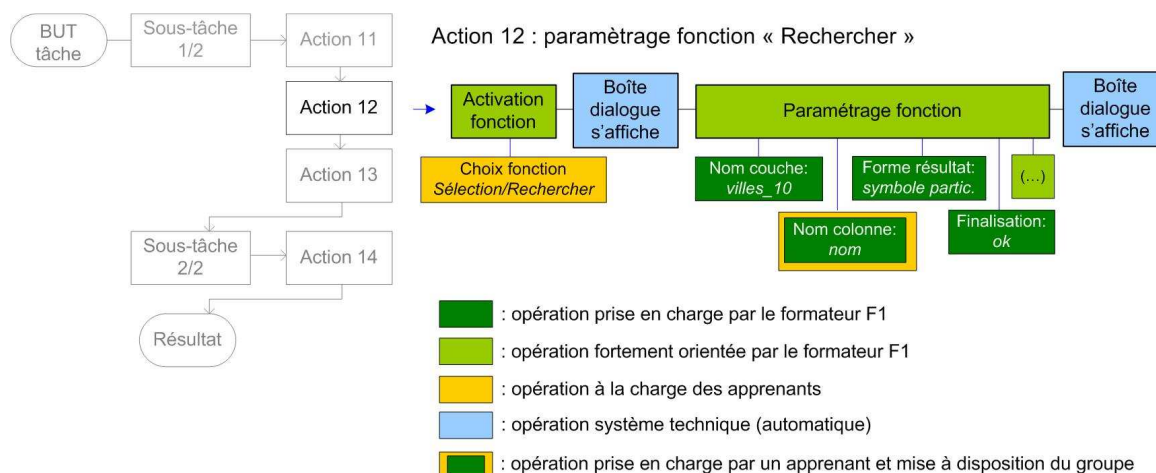 BUT
tâche
Sous-tâche
1/2
Action 11
Action 12 : paramètrage fonction « Rechercher »
Action 12
Activation
fonction
Boîte
dialogue
s'affiche
Paramétrage fonction
Boîte
dialogue
s'affiche
Choix fonction
Sélection/Rechercher
Nom couche:
villes_10
Forme résultat:
symbole partic.
(…)
Nom colonne:
nom
Finalisation:
ok
Action 13
Sous-tâche
2/2
Action 14
Résultat
: opération prise en charge par le formateur F1
: opération fortement orientée par le formateur F1
: opération à la charge des apprenants
: opération système technique (automatique)
: opération prise en charge par un apprenant et mise à disposition du groupe